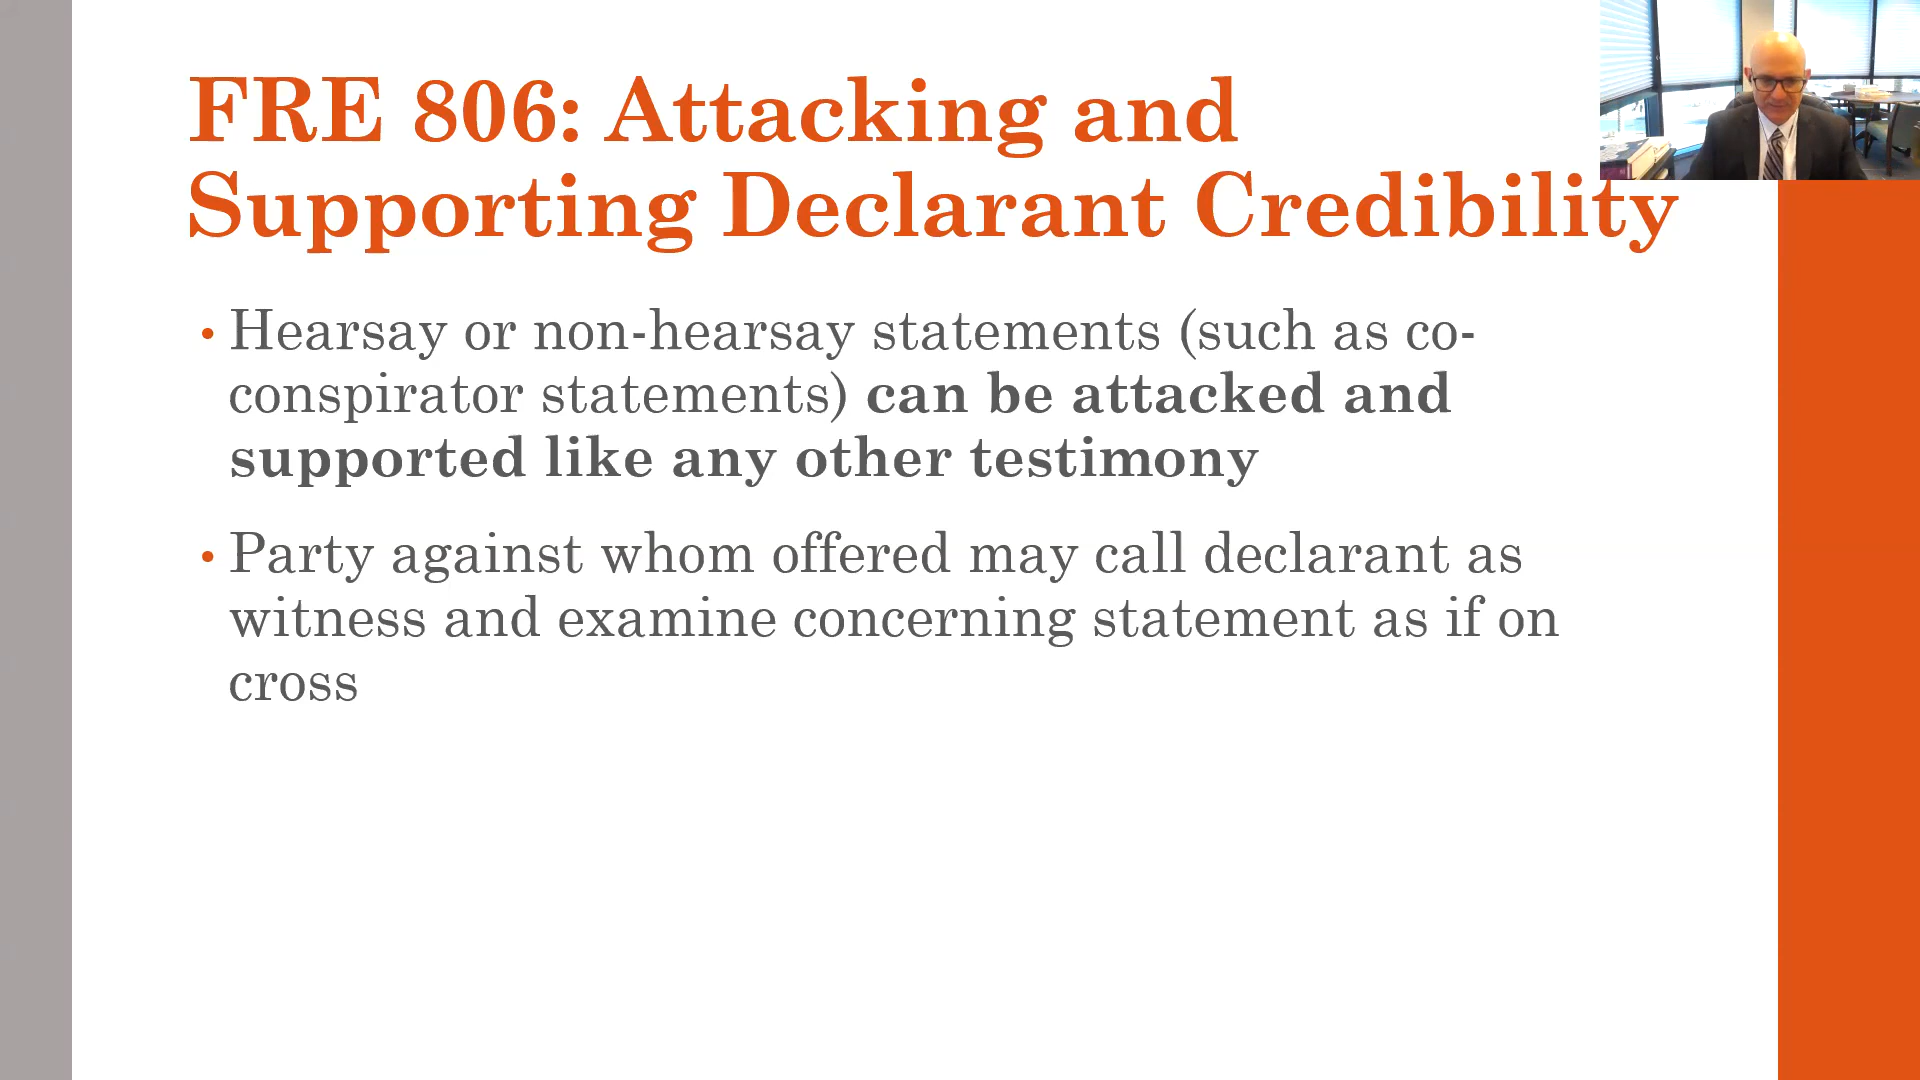 FRE 806: Attacking and
Supporting Declarant Credibility
• Hearsay or non-hearsay statements (such as co-
conspirator statements) can be attacked and
supported like any other testimony
• Party against whom offered may call declarant as
witness and examine concerning statement as if on
cross